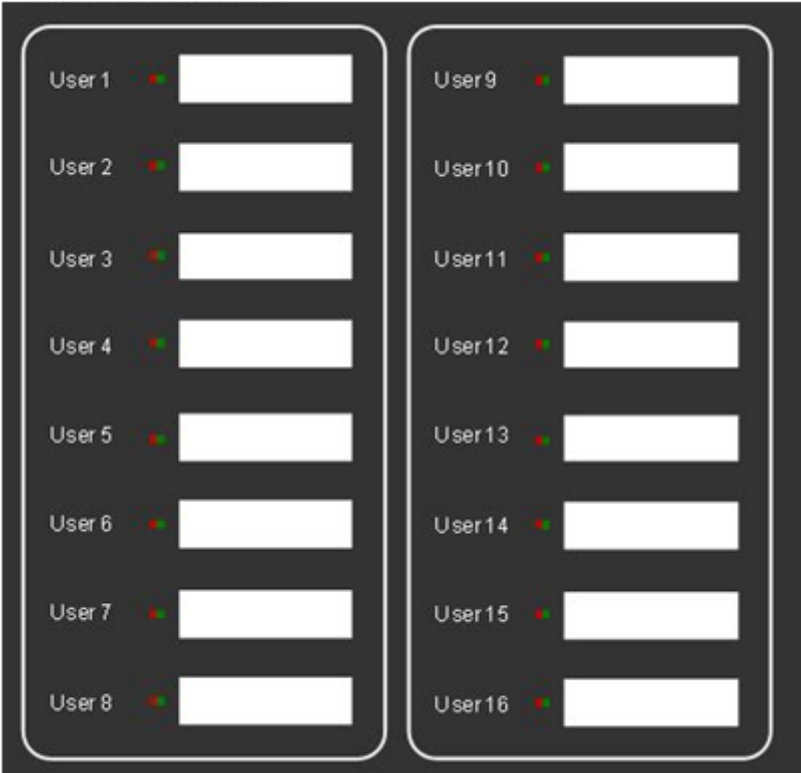 User 1
User 2
User 3
User 4
User 5
User 6
User 7
User 8
User 9
User 10
User 11
User 12
User 13
User 14
User 15
User 16